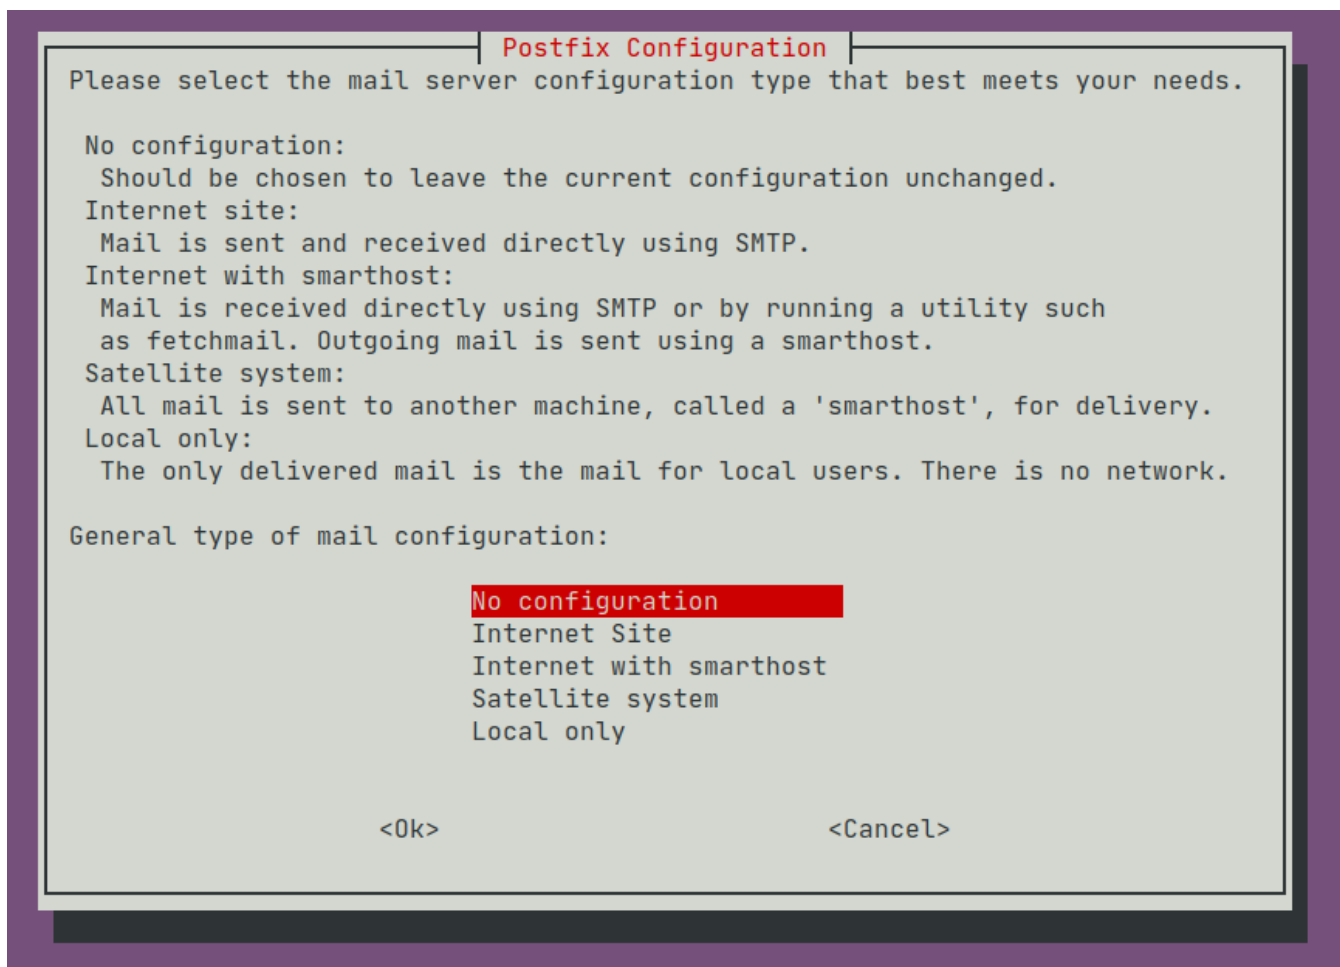 Postfix Configuration
Please select the mail server configuration type that best meets your needs.
No configuration:
Should be chosen to leave the current configuration unchanged.
Internet site:
Mail is sent and received directly using SMTP.
Internet with smarthost:
Mail is received directly using SMTP or by running a utility such
as fetchmail. Outgoing mail is sent using a smarthost.
Satellite system:
All mail is sent to another machine, called a 'smarthost', for delivery.
Local only:
The only delivered mail is the mail for local users. There is no network.
General type of mail configuration:
No configuration
Internet Site
Internet with smarthost
Satellite system
Local only
<Ok> <Cancel>